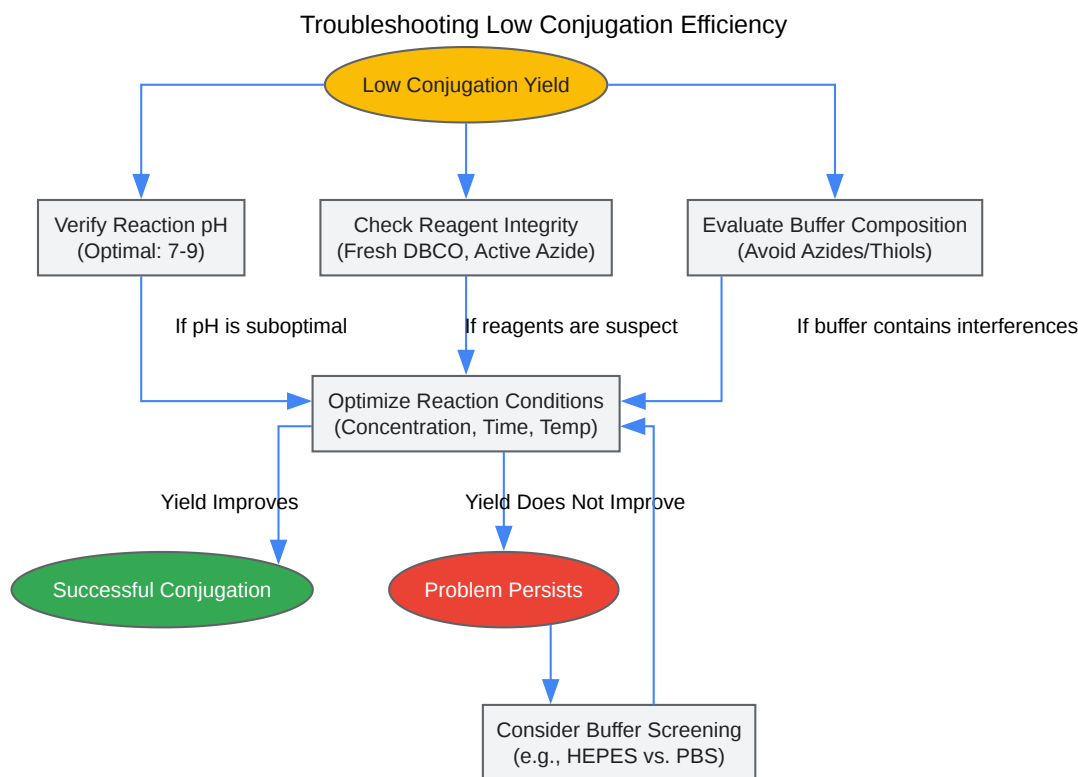 Troubleshooting Low Conjugation Efficiency
Low Conjugation Yield
Verify Reaction pH
(Optimal: 7-9)
Check Reagent Integrity
(Fresh DBCO, Active Azide)
Evaluate Buffer Composition
(Avoid Azides/Thiols)
If pH is suboptimal
If reagents are suspect
If buffer contains interferences
Optimize Reaction Conditions
(Concentration, Time, Temp)
Yield Improves
Yield Does Not Improve
Successful Conjugation
Problem Persists
Consider Buffer Screening
(e.g., HEPES vs. PBS)